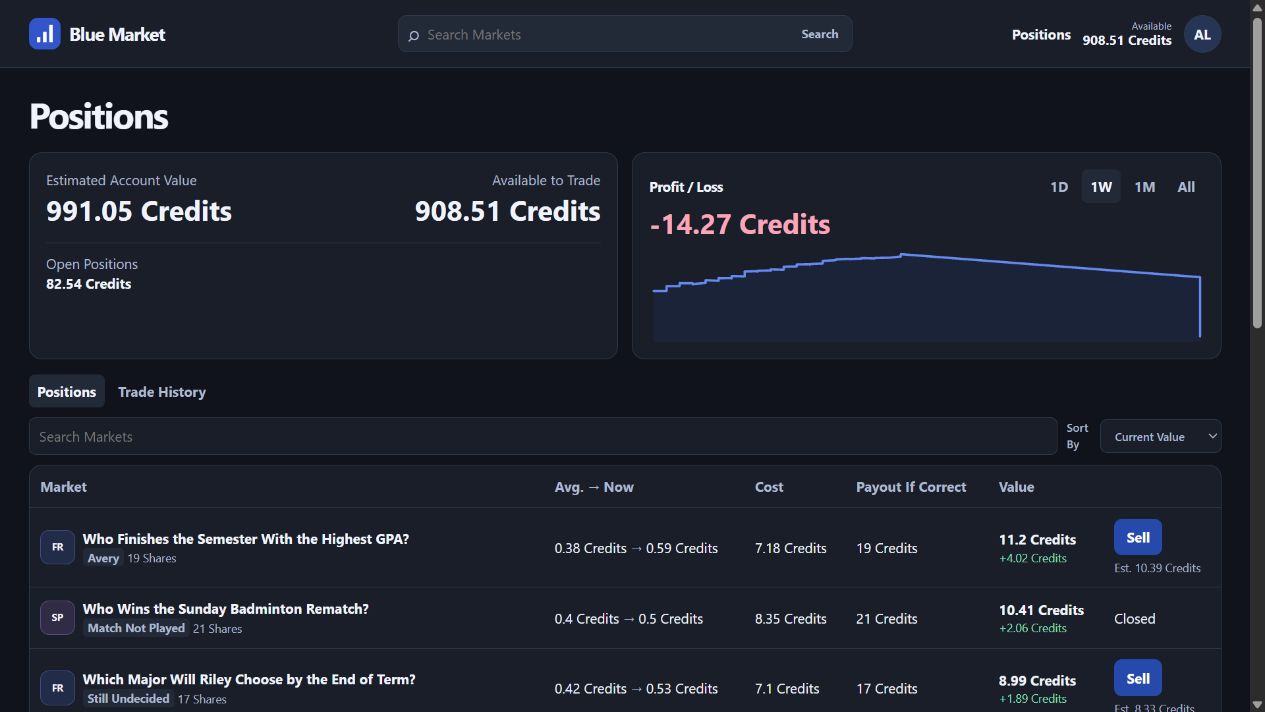 Blue Market
Search Markets
Search
Positions
Available
908.51 Credits
AL
Positions
Estimated Account Value
991.05 Credits
Available to Trade
908.51 Credits
Open Positions
82.54 Credits
Profit / Loss
1D 1W 1M All
-14.27 Credits
Positions Trade History
Search Markets
Sort
By
Current Value
Market Avg. → Now Cost Payout If Correct Value
FR
Who Finishes the Semester With the Highest GPA?
Avery 19 Shares
0.38 Credits → 0.59 Credits
7.18 Credits
19 Credits
11.2 Credits
+4.02 Credits
Sell
Est. 10.39 Credits
SP
Who Wins the Sunday Badminton Rematch?
Match Not Played 21 Shares
0.4 Credits → 0.5 Credits
8.35 Credits
21 Credits
10.41 Credits
+2.06 Credits
Closed
FR
Which Major Will Riley Choose by the End of Term?
Still Undecided 17 Shares
0.42 Credits → 0.53 Credits
7.1 Credits
17 Credits
8.99 Credits
+1.89 Credits
Sell
Est. 8.33 Credits